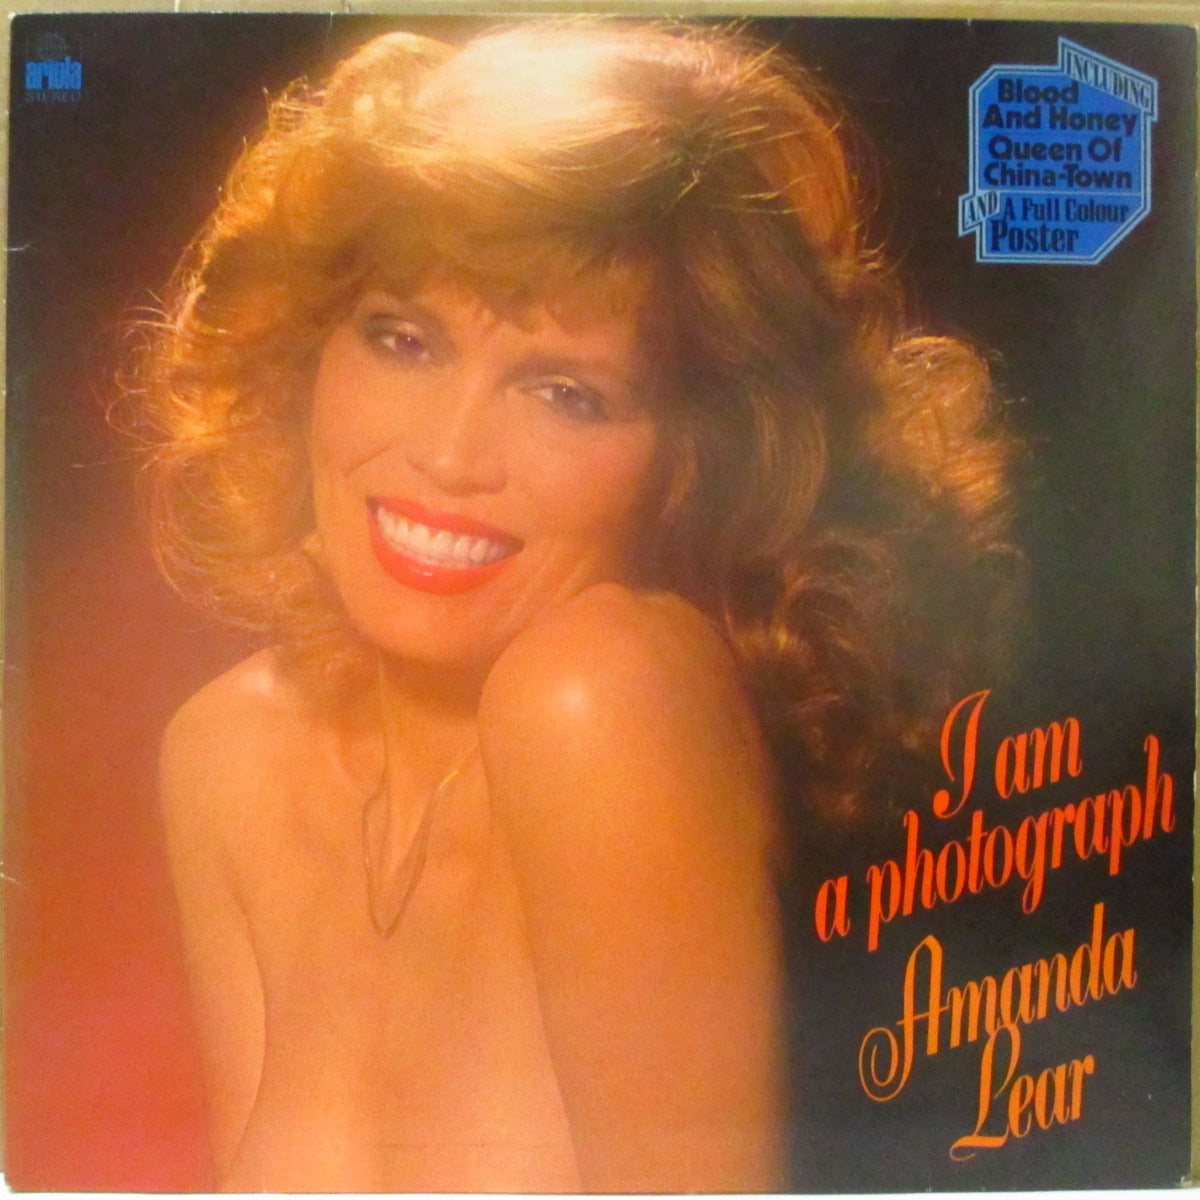 ariola
STEREO
INCLUDING
Blood
And Honey
Queen Of
China-Town
AND
A Full Colour
Poster
I am
a photograph
Amanda
Lear